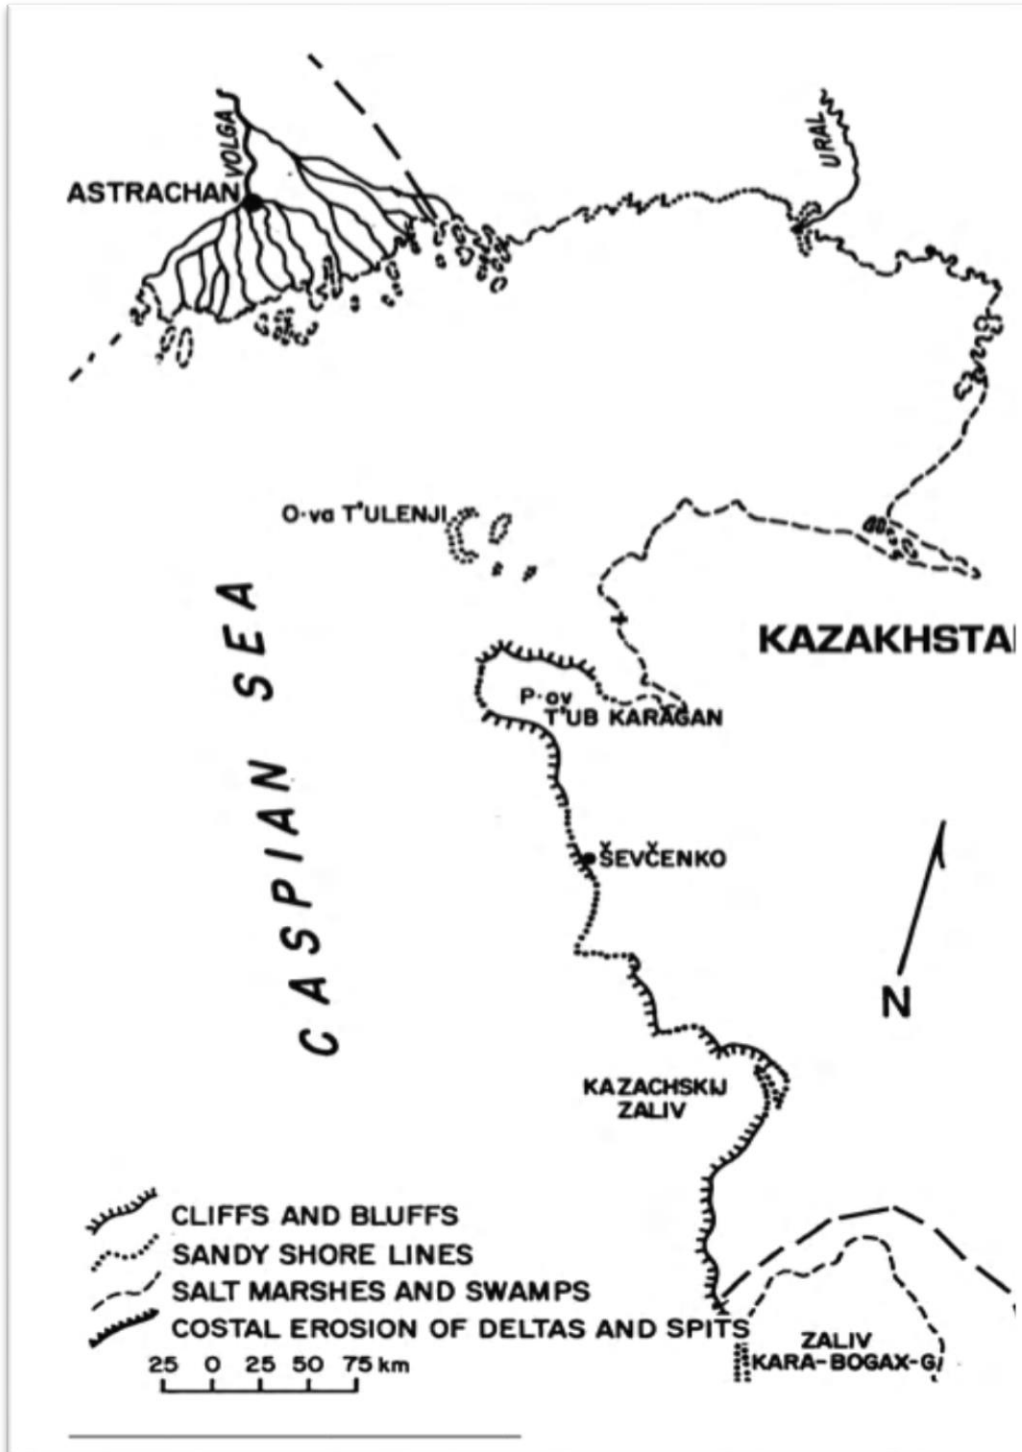 VOLGA
URAL
ASTRACHAN
O-va T'ULENJI
CASPIAN SEA
KAZAKHSTA
P-ov
T'UB KARAGAN
ŠEVČENKO
N
KAZACHSKIJ
ZALIV
CLIFFS AND BLUFFS
SANDY SHORE LINES
SALT MARSHES AND SWAMPS
COSTAL EROSION OF DELTAS AND SPITS
ZALIV
KARA-BOGAX-G
25 0 25 50 75 km